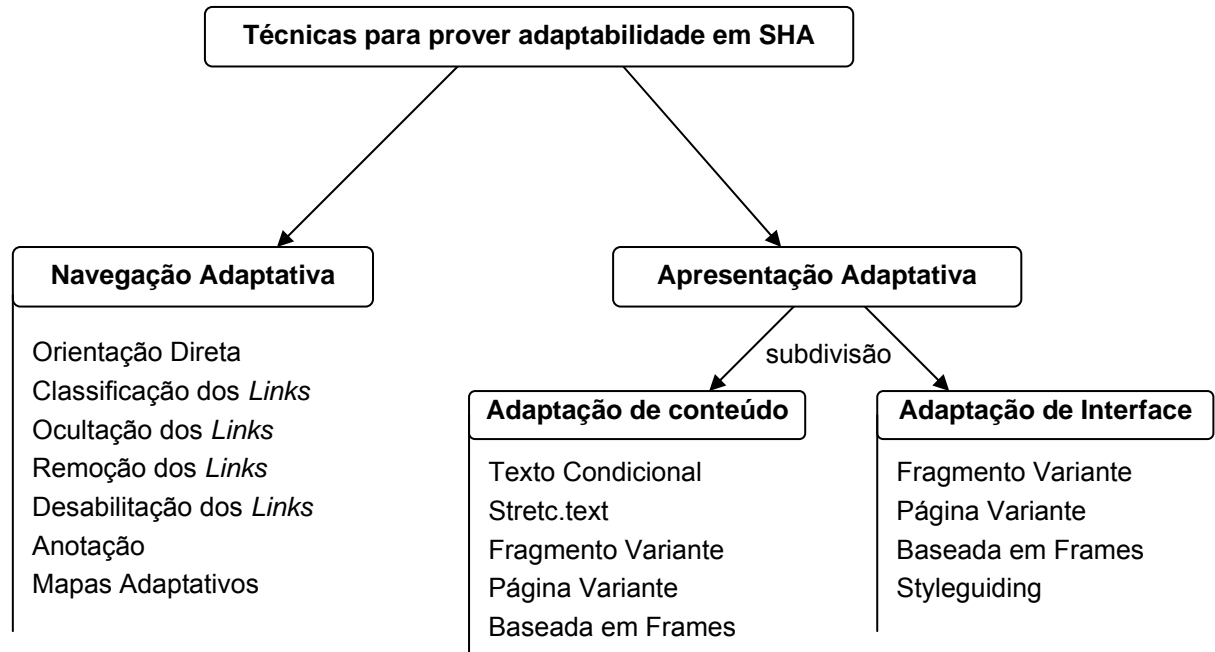 Técnicas para prover adaptabilidade em SHA
Navegação Adaptativa
Orientação Direta
Classificação dos Links
Ocultação dos Links
Remoção dos Links
Desabilitação dos Links
Anotação
Mapas Adaptativos
Apresentação Adaptativa
subdivisão
Adaptação de conteúdo
Texto Condicional
Stretc.text
Fragmento Variante
Página Variante
Baseada em Frames
Adaptação de Interface
Fragmento Variante
Página Variante
Baseada em Frames
Styleguiding